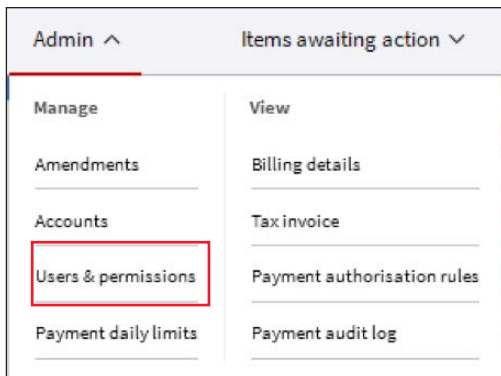 Admin
Items awaiting action
Manage
Amendments
Accounts
Users & permissions
Payment daily limits
View
Billing details
Tax invoice
Payment authorisation rules
Payment audit log